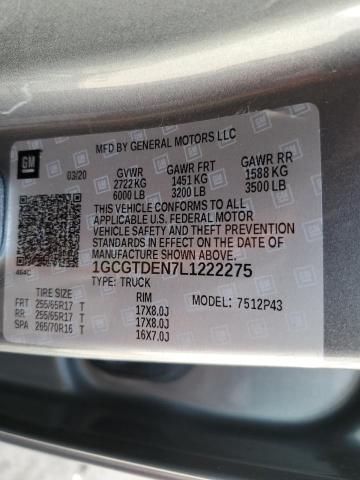 MFD BY GENERAL MOTORS LLC
GM
03/20 GVWR GAWR FRT GAWR RR
2722 KG 1451 KG 1588 KG
6000 LB 3200 LB 3500 LB
THIS VEHICLE CONFORMS TO ALL
APPLICABLE U.S. FEDERAL MOTOR
VEHICLE SAFETY AND THEFT PREVENTION
STANDARDS IN EFFECT ON THE DATE OF
MANUFACTURE SHOWN ABOVE.
464C
1GCGTDEN7L1222275
TYPE: TRUCK
TIRE SIZE RIM MODEL: 7512P43
FRT 255/65R17 T 17X8.0J
RR 255/65R17 T 17X8.0J
SPA 265/70R16 T 16X7.0J